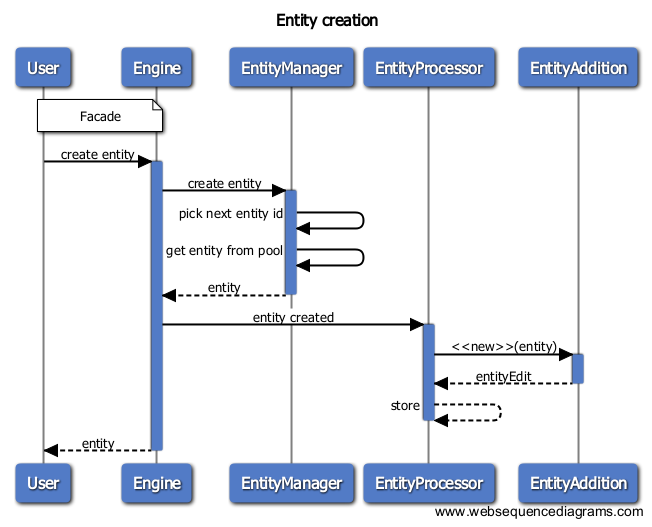 Entity creation
User
Engine
EntityManager
EntityProcessor
EntityAddition
Facade
create entity
create entity
pick next entity id
get entity from pool
entity
entity created
<<new>>(entity)
entityEdit
store
entity
User
Engine
EntityManager
EntityProcessor
EntityAddition
www.websequencediagrams.com